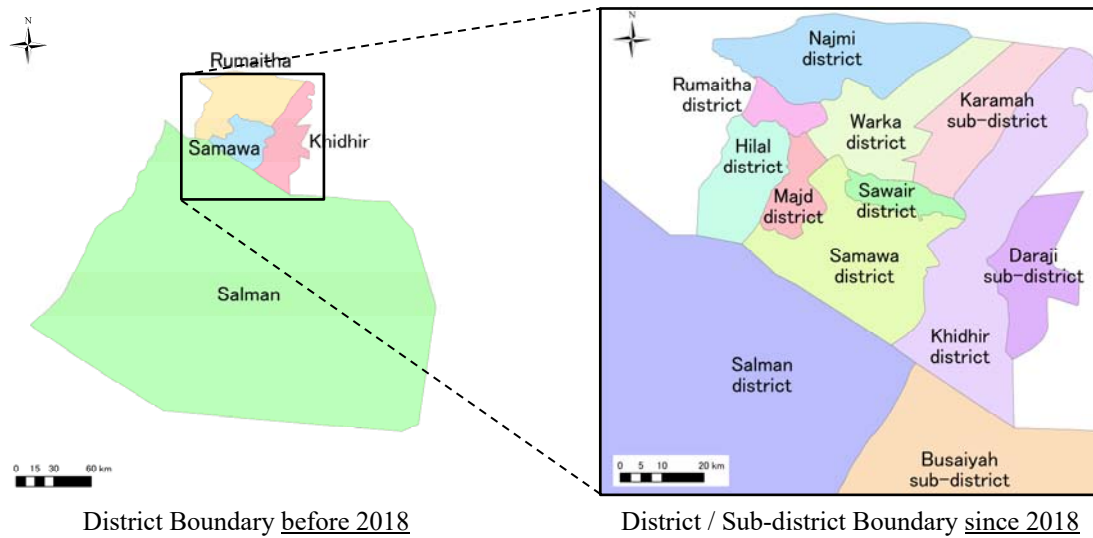 N
Rumaitha
Khidhir
Samawa
Salman
0 15 30 60 km
District Boundary before 2018
N
Najmi
district
Rumaitha
district
Karamah
sub-district
Warka
district
Hilal
district
Majd
district
Sawair
district
Samawa
district
Daraji
sub-district
Khidhir
district
Salman
district
Busaiyah
sub-district
0 5 10 20 km
District / Sub-district Boundary since 2018